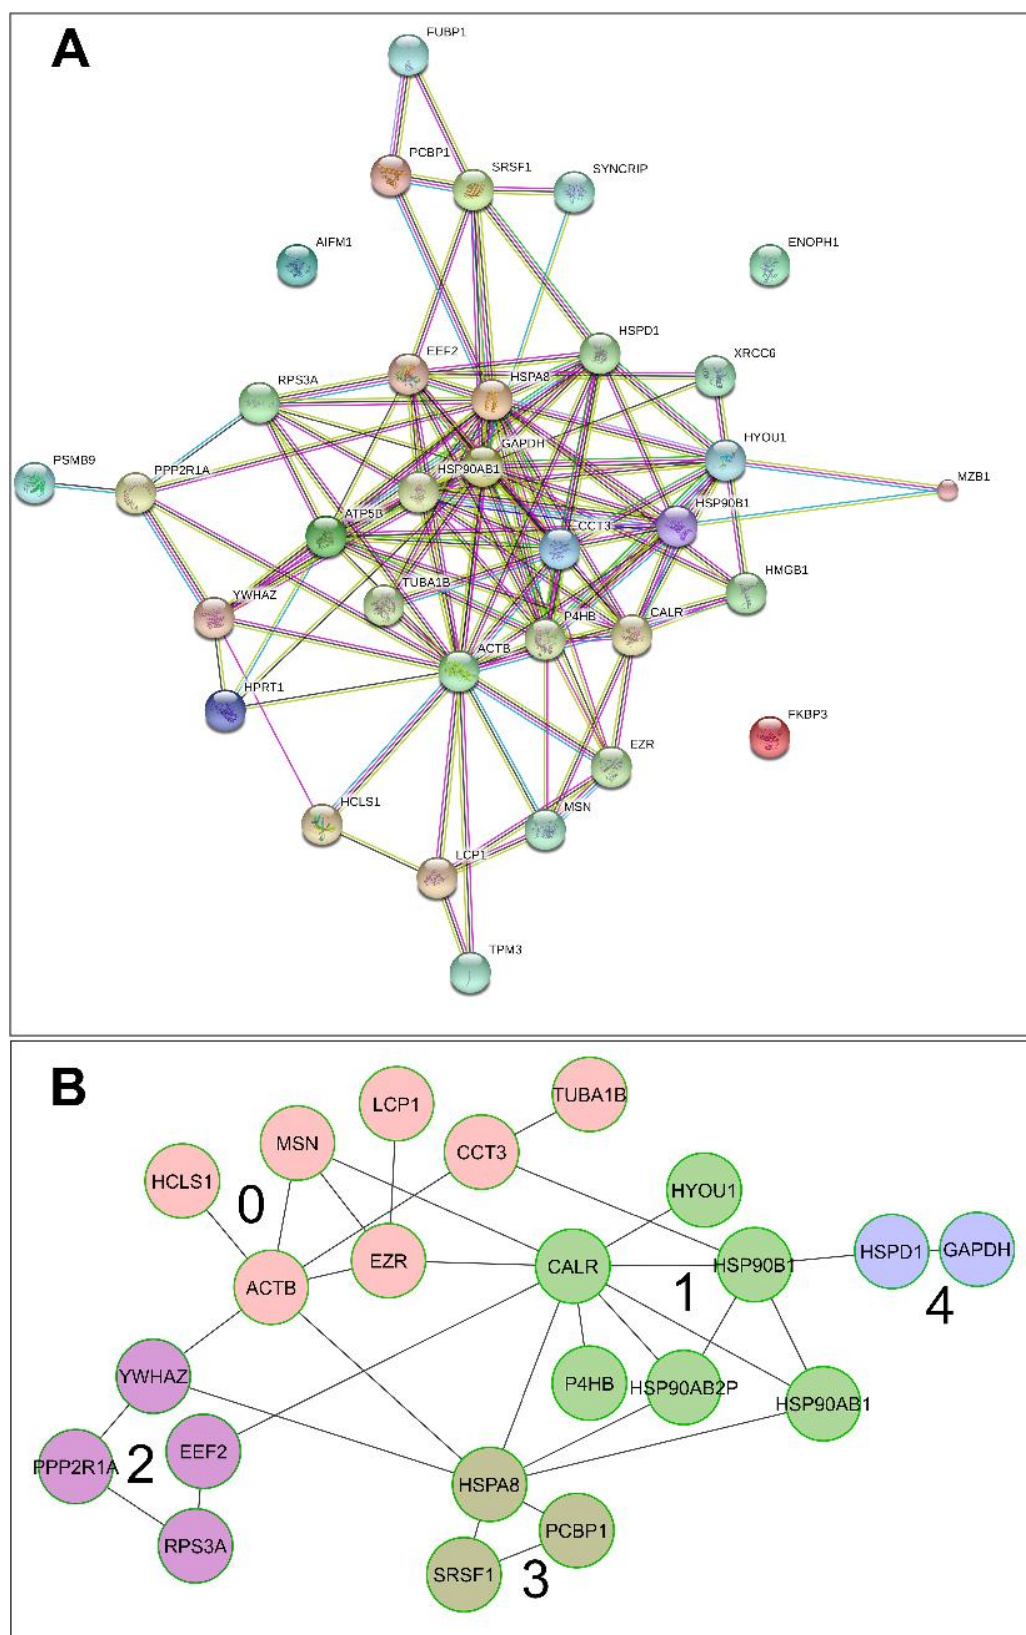 A
FUBP1
PCBP1
SRSF1
SYNCRIP
AIFM1
ENOPH1
HSPD1
EEF2
XRCC6
HSPA8
RPS3A
GAPDH
HYOU1
PSMB9
PPP2R1A
HSP90AB1
MZB1
ATP5B
CCT3
HSP90B1
HMGB1
TUBA1B
YWHAZ
P4HB
CALR
ACTB
HPRT1
FKBP3
EZR
HCLS1
MSN
LCP1
TPM3
B
TUBA1B
LCP1
MSN
CCT3
HCLS1
HYOU1
0
HSPD1
GAPDH
EZR
CALR
HSP90B1
ACTB
1
4
YWHAZ
P4HB
HSP90AB2P
HSP90AB1
EEF2
PPP2R1A
2
HSPA8
PCBP1
RPS3A
SRSF1
3